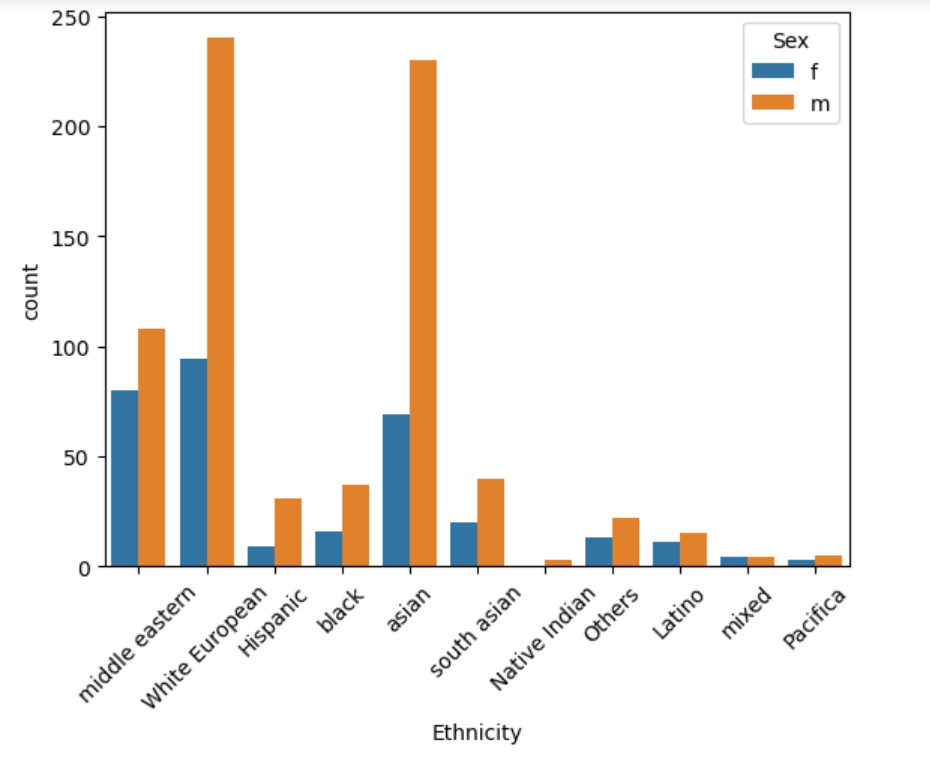 250
200
150
100
50
0
count
Sex
f
m
middle eastern
White European
Hispanic
black
asian
south asian
Native Indian
Others
Latino
mixed
Pacifica
Ethnicity